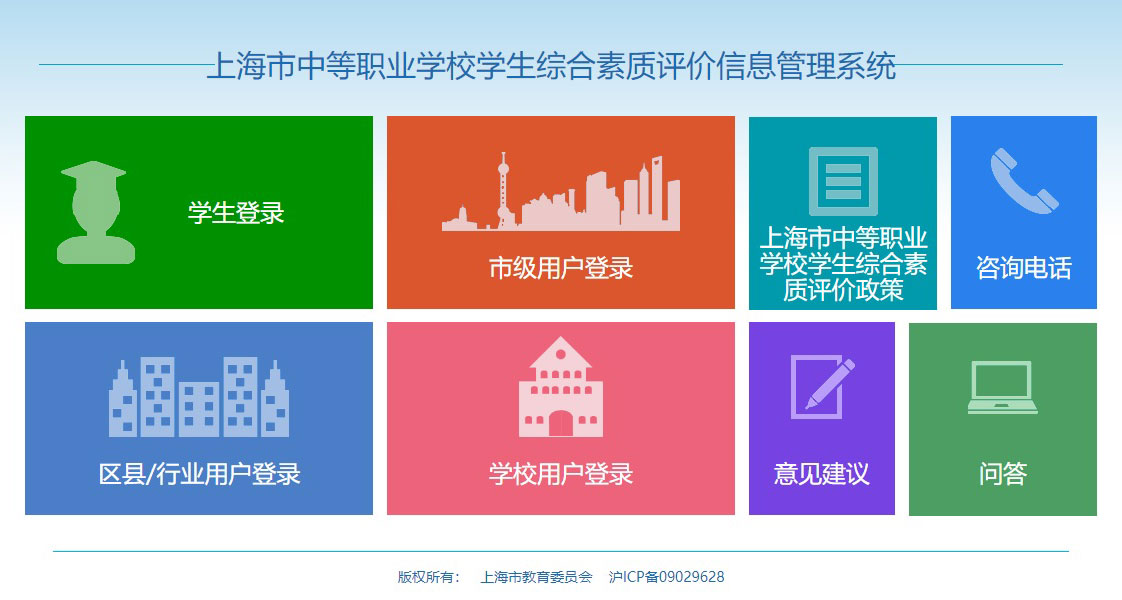 上海市中等职业学校学生综合素质评价信息管理系统
学生登录
市级用户登录
上海市中等职业
学校学生综合素
质评价政策
咨询电话
区县/行业用户登录
学校用户登录
意见建议
问答
版权所有： 上海市教育委员会 沪ICP备09029628